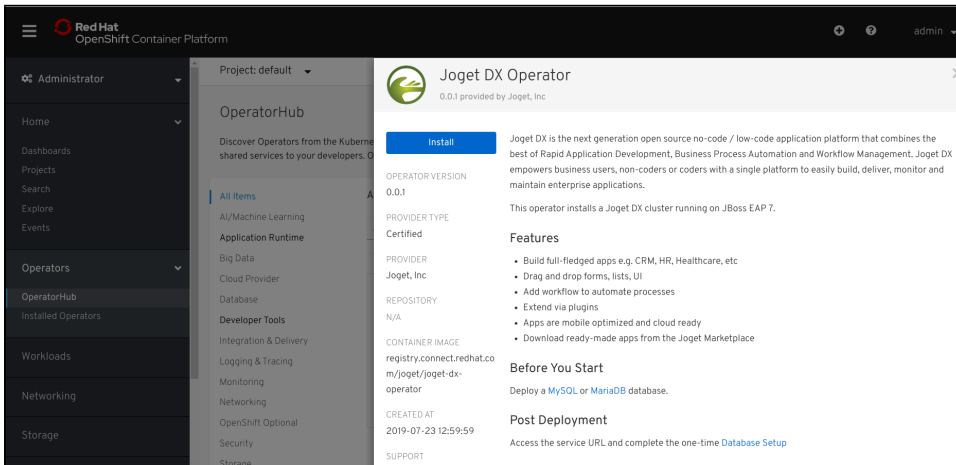 Red Hat
OpenShift Container Platform
admin
Administrator
Home
Dashboards
Projects
Search
Explore
Events
Operators
OperatorHub
Installed Operators
Workloads
Networking
Storage
Project: default
OperatorHub
Discover Operators from the Kuberne
shared services to your developers. O
All Items
A
AI/Machine Learning
Application Runtime
Big Data
Cloud Provider
Database
Developer Tools
Integration & Delivery
Logging & Tracing
Monitoring
Networking
OpenShift Optional
Security
Storage
Joget DX Operator
0.0.1 provided by Joget, Inc
Install
OPERATOR VERSION
0.0.1
PROVIDER TYPE
Certified
PROVIDER
Joget, Inc
REPOSITORY
N/A
CONTAINER IMAGE
registry.connect.redhat.co
m/joget/joget-dx-
operator
CREATED AT
2019-07-23 12:59:59
SUPPORT
Joget DX is the next generation open source no-code / low-code application platform that combines the
best of Rapid Application Development, Business Process Automation and Workflow Management. Joget DX
empowers business users, non-coders or coders with a single platform to easily build, deliver, monitor and
maintain enterprise applications.
This operator installs a Joget DX cluster running on JBoss EAP 7.
Features
• Build full-fledged apps e.g. CRM, HR, Healthcare, etc
• Drag and drop forms, lists, UI
• Add workflow to automate processes
• Extend via plugins
• Apps are mobile optimized and cloud ready
• Download ready-made apps from the Joget Marketplace
Before You Start
Deploy a MySQL or MariaDB database.
Post Deployment
Access the service URL and complete the one-time Database Setup